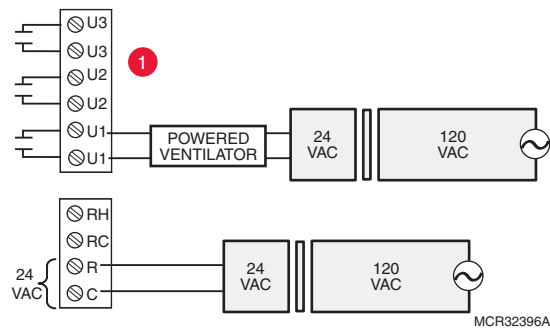 U3
U3
1
U2
U2
U1
U1
POWERED
VENTILATOR
24
VAC
120
VAC
RH
RC
R
C
24
VAC
24
VAC
120
VAC
MCR32396A